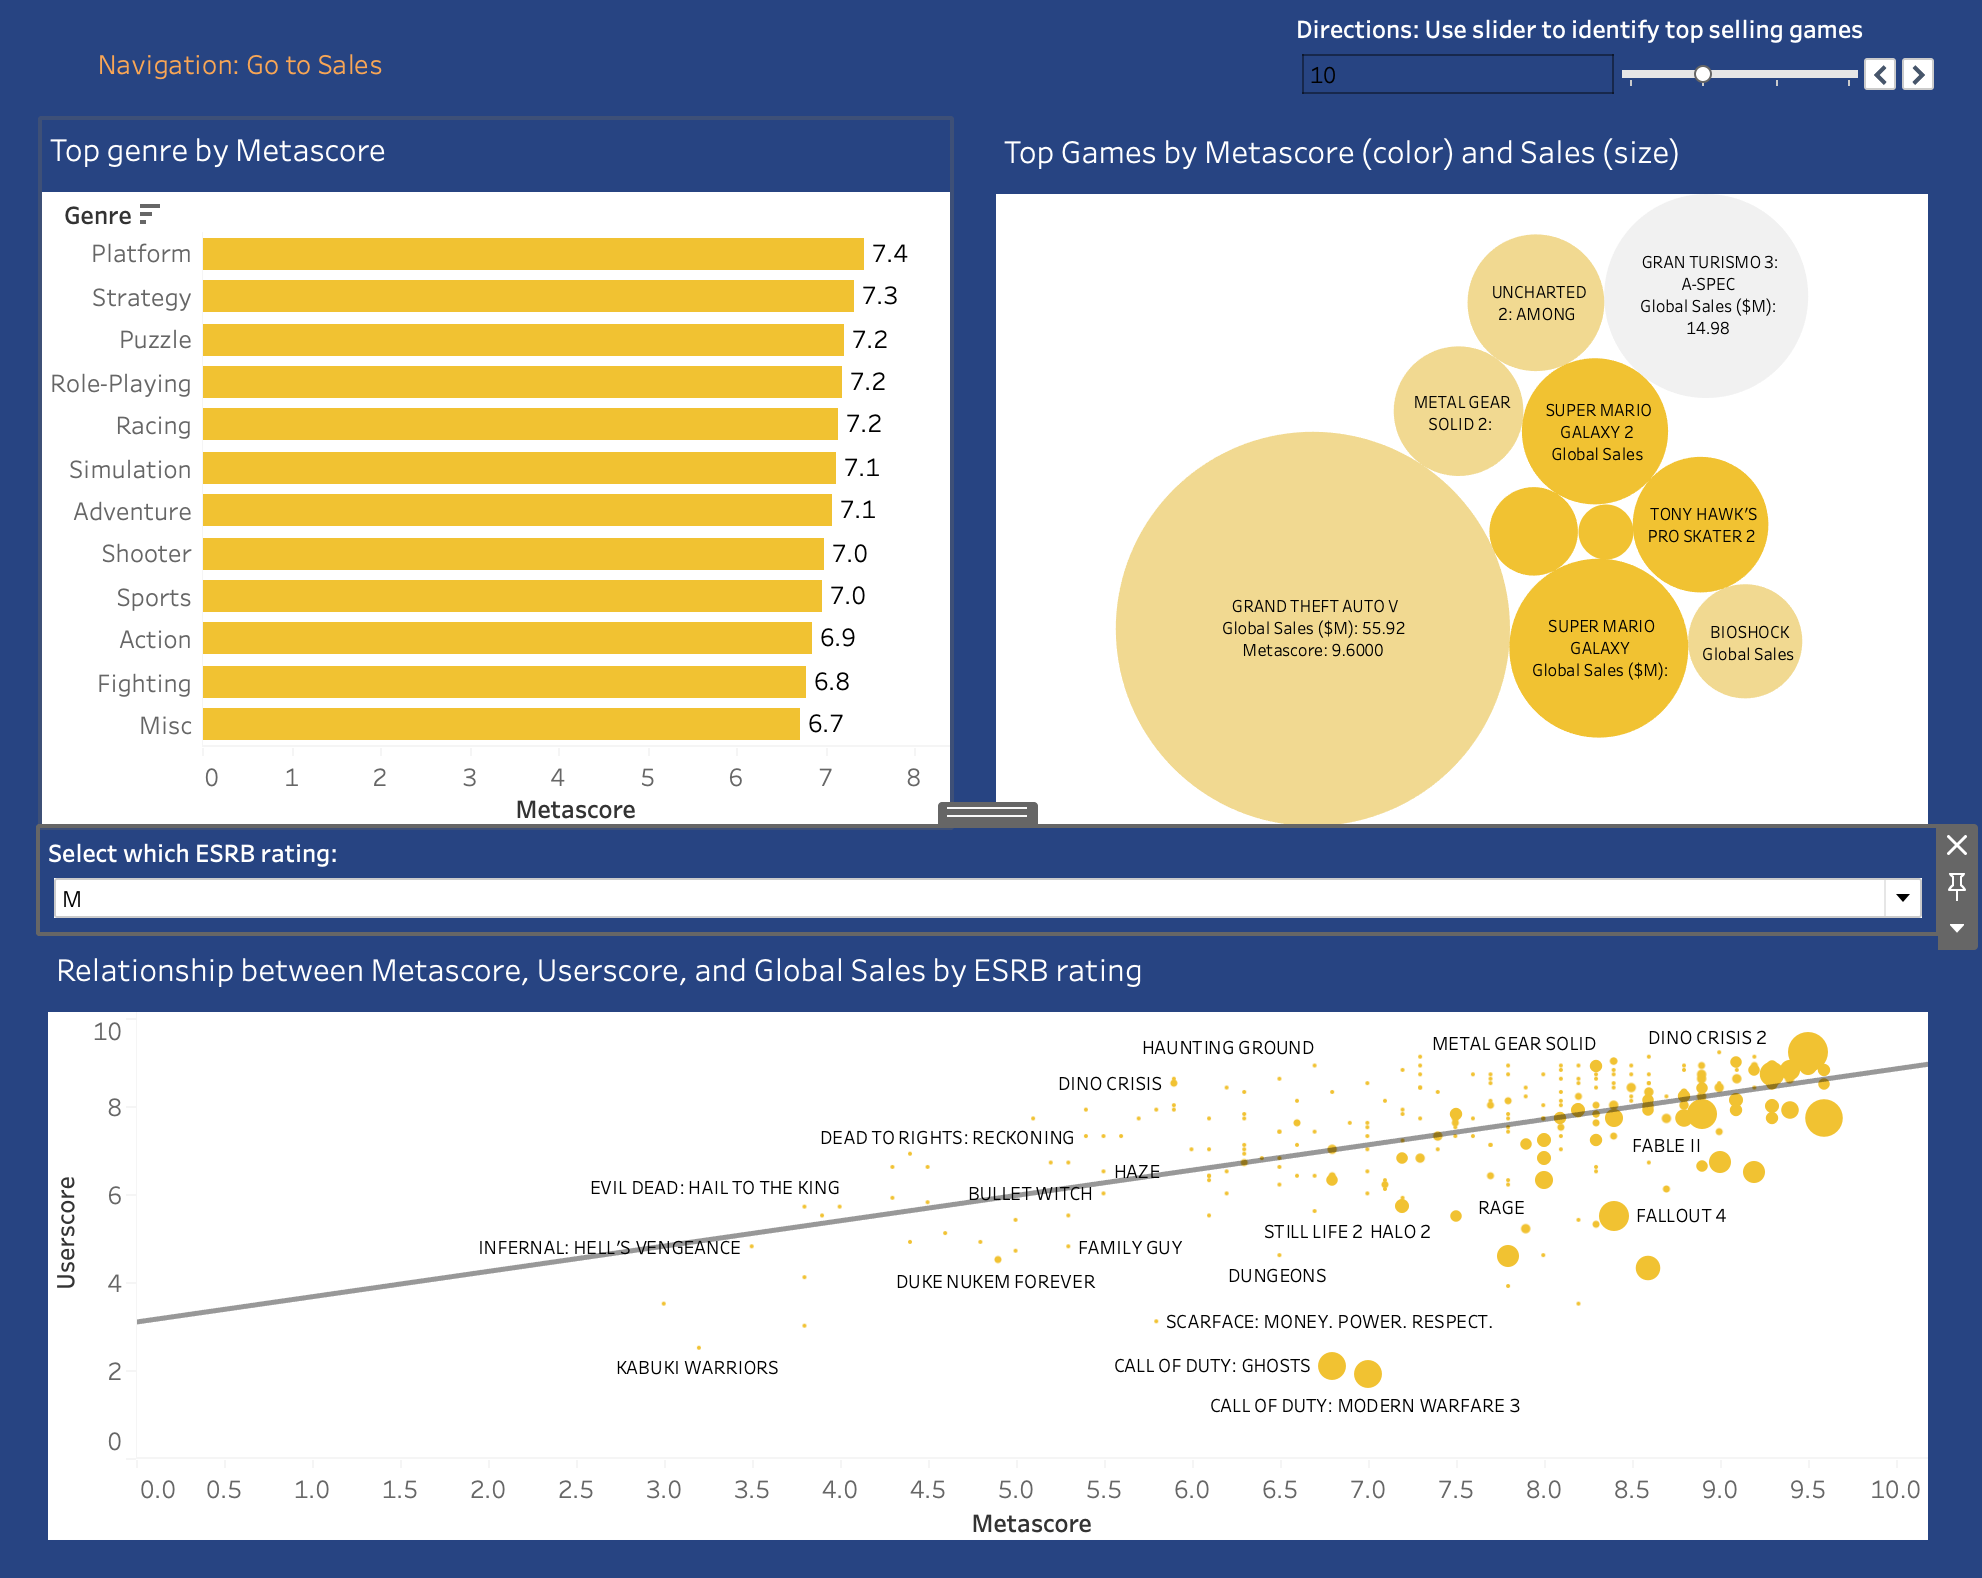 Directions: Use slider to identify top selling games
Navigation: Go to Sales
10
Top genre by Metascore
Genre
Platform 7.4
Strategy 7.3
Puzzle 7.2
Role-Playing 7.2
Racing 7.2
Simulation 7.1
Adventure 7.1
Shooter 7.0
Sports 7.0
Action 6.9
Fighting 6.8
Misc 6.7
0 1 2 3 4 5 6 7 8
Metascore
Top Games by Metascore (color) and Sales (size)
GRAN TURISMO 3:
A-SPEC
Global Sales ($M):
14.98
UNCHARTED
2: AMONG
METAL GEAR
SOLID 2:
SUPER MARIO
GALAXY 2
Global Sales
TONY HAWK'S
PRO SKATER 2
GRAND THEFT AUTO V
Global Sales ($M): 55.92
Metascore: 9.6000
SUPER MARIO
GALAXY
Global Sales ($M):
BIOSHOCK
Global Sales
Select which ESRB rating:
M
Relationship between Metascore, Userscore, and Global Sales by ESRB rating
Userscore
10
8
6
4
2
0
DINO CRISIS 2
METAL GEAR SOLID
HAUNTING GROUND
DINO CRISIS
DEAD TO RIGHTS: RECKONING
FABLE II
HAZE
EVIL DEAD: HAIL TO THE KING
BULLET WITCH
RAGE
FALLOUT 4
STILL LIFE 2
HALO 2
INFERNAL: HELL'S VENGEANCE
FAMILY GUY
DUNGEONS
DUKE NUKEM FOREVER
SCARFACE: MONEY. POWER. RESPECT.
KABUKI WARRIORS
CALL OF DUTY: GHOSTS
CALL OF DUTY: MODERN WARFARE 3
0.0 0.5 1.0 1.5 2.0 2.5 3.0 3.5 4.0 4.5 5.0 5.5 6.0 6.5 7.0 7.5 8.0 8.5 9.0 9.5 10.0
Metascore